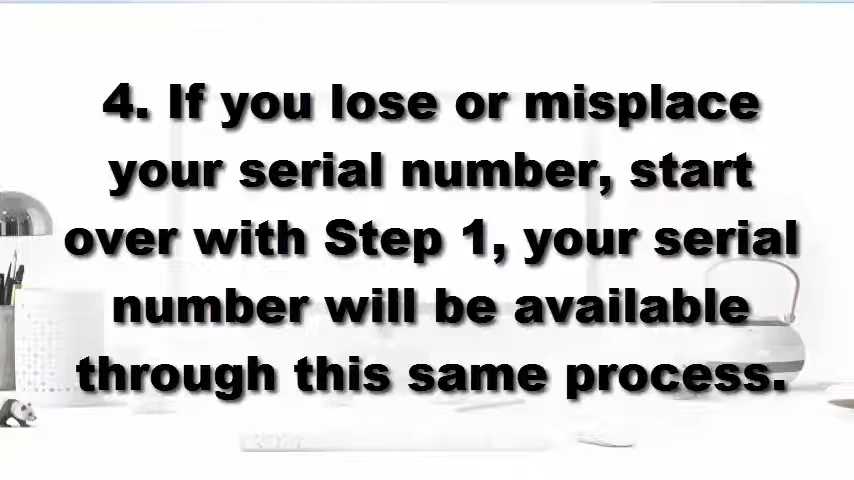 4. If you lose or misplace
your serial number, start
over with Step 1, your serial
number will be available
through this same process.